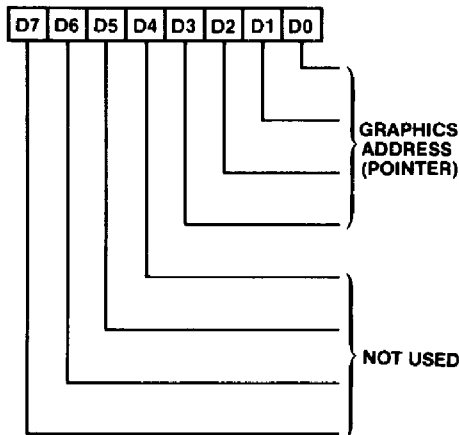 D7 D6 D5 D4 D3 D2 D1 D0
GRAPHICS
ADDRESS
(POINTER)
NOT USED